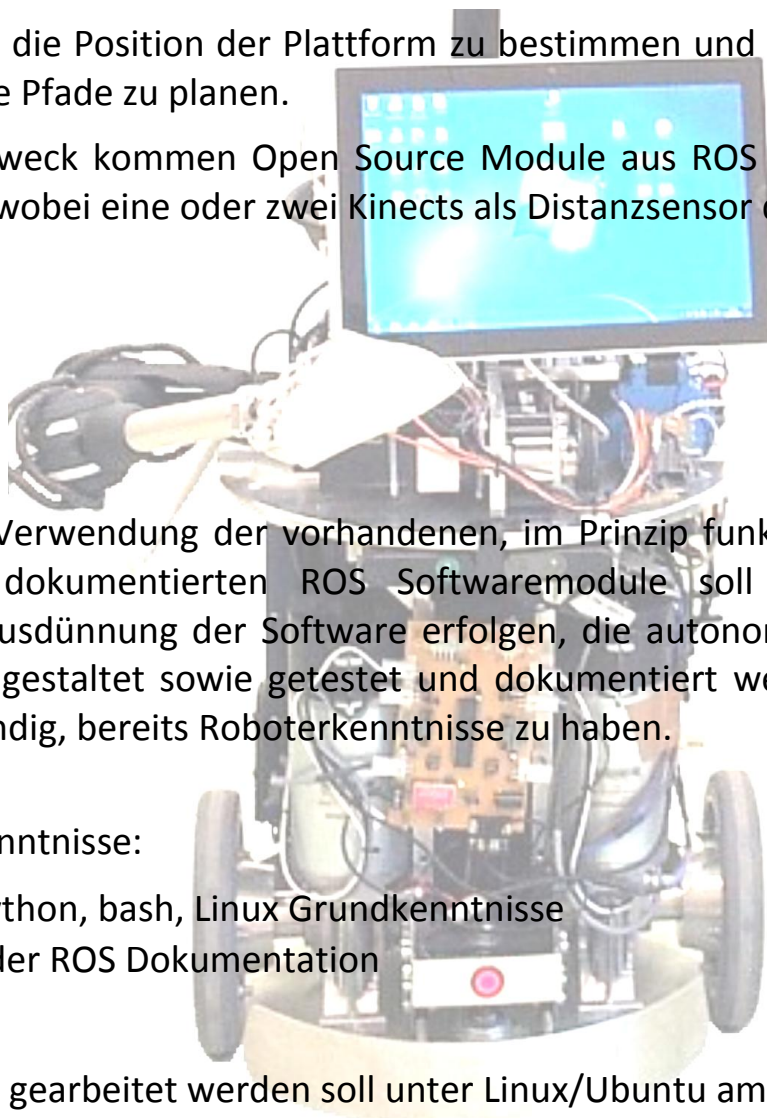 die Position der Plattform zu bestimmen und
e Pfade zu planen.
weck kommen Open Source Module aus ROS
wobei eine oder zwei Kinects als Distanzsensor
Verwendung der vorhandenen, im Prinzip funk
dokumentierten ROS Softwaremodule soll
usdünnung der Software erfolgen, die autonor
gestaltet sowie getestet und dokumentiert we
ndig, bereits Roboterkenntnisse zu haben.
nntnisse:
ython, bash, Linux Grundkenntnisse
der ROS Dokumentation
gearbeitet werden soll unter Linux/Ubuntu am